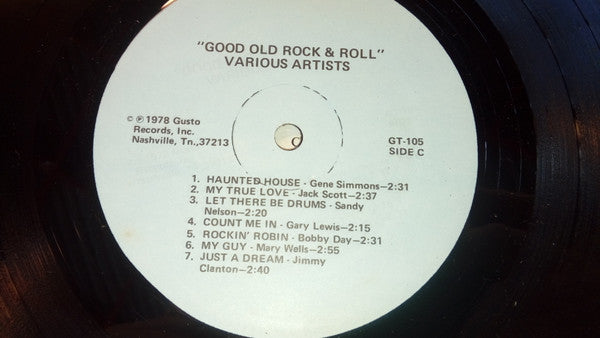 "GOOD OLD ROCK & ROLL"
VARIOUS ARTISTS
© ℗ 1978 Gusto
Records, Inc.
Nashville, Tn.,37213
GT-105
SIDE C
1. HAUNTED HOUSE - Gene Simmons—2:31
2. MY TRUE LOVE - Jack Scott—2:37
3. LET THERE BE DRUMS - Sandy
Nelson—2:20
4. COUNT ME IN - Gary Lewis—2:15
5. ROCKIN' ROBIN - Bobby Day—2:31
6. MY GUY - Mary Wells—2:55
7. JUST A DREAM - Jimmy
Clanton—2:40